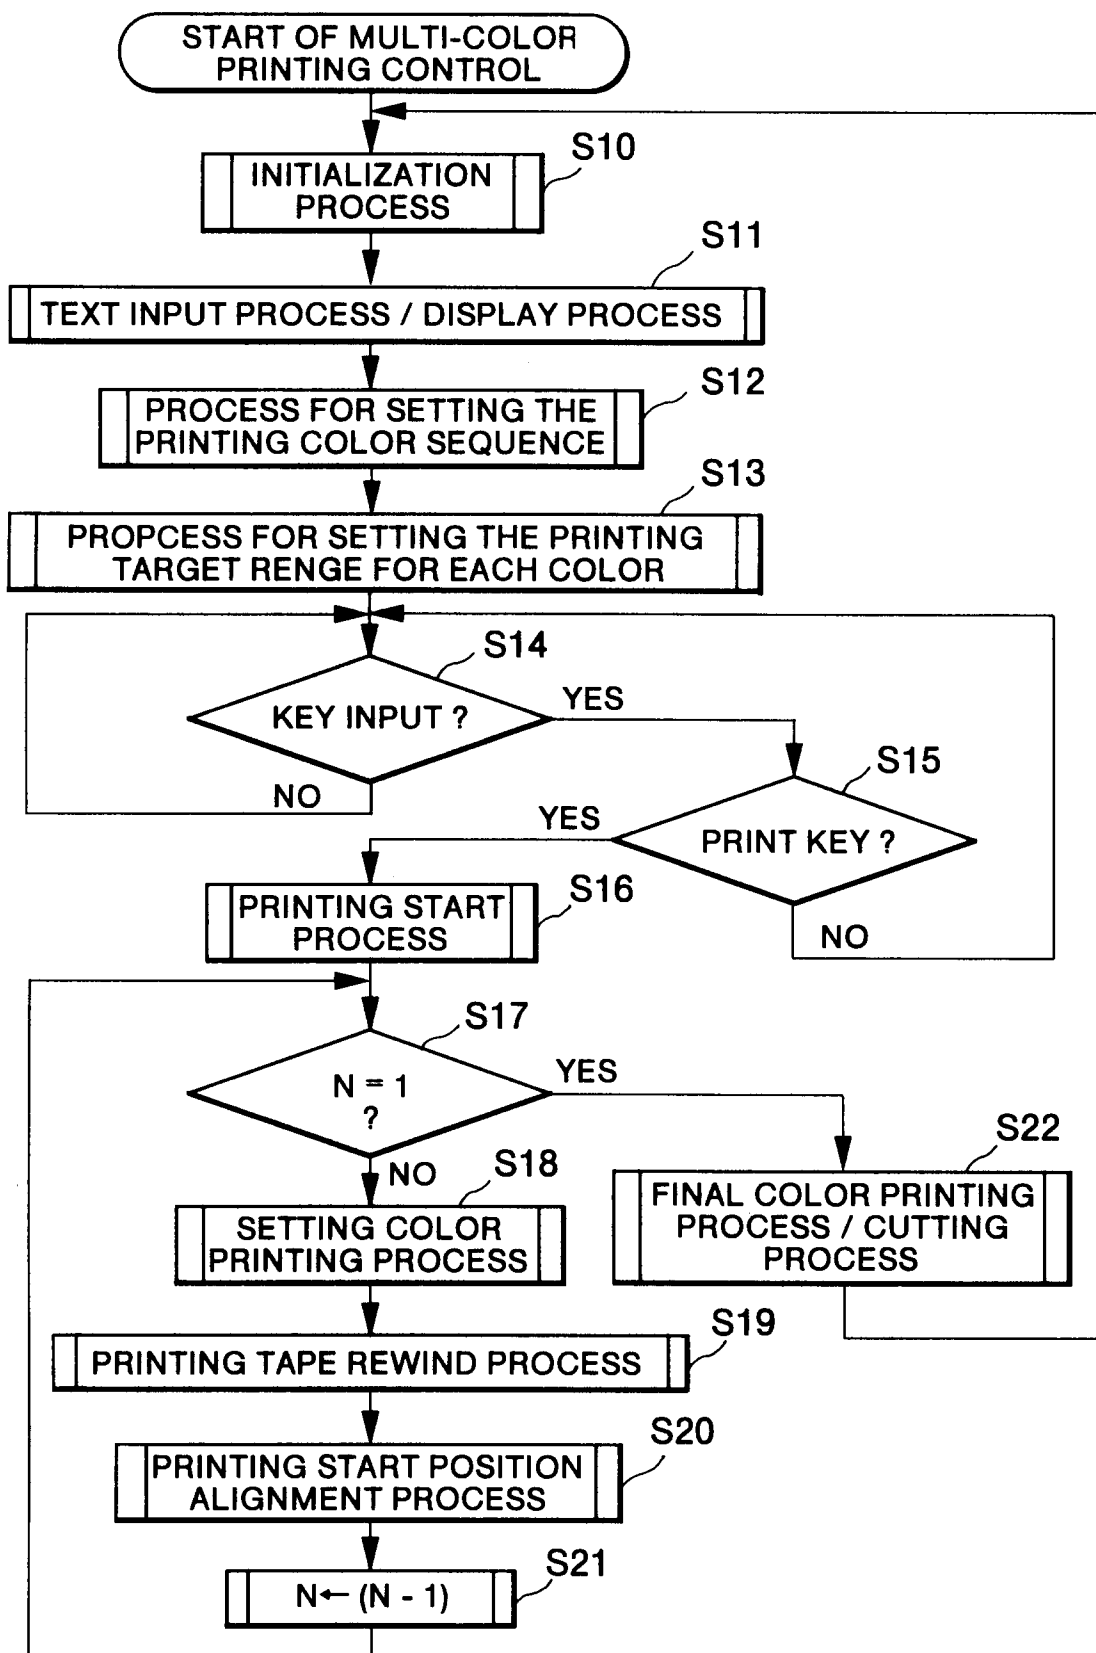 START OF MULTI-COLOR
PRINTING CONTROL
S10
INITIALIZATION
PROCESS
S11
TEXT INPUT PROCESS / DISPLAY PROCESS
S12
PROCESS FOR SETTING THE
PRINTING COLOR SEQUENCE
S13
PROPCESS FOR SETTING THE PRINTING
TARGET RENGE FOR EACH COLOR
S14
KEY INPUT ?
YES
NO
S15
PRINT KEY ?
YES
NO
S16
PRINTING START
PROCESS
S17
N = 1
?
YES
NO
S18
SETTING COLOR
PRINTING PROCESS
S22
FINAL COLOR PRINTING
PROCESS / CUTTING
PROCESS
S19
PRINTING TAPE REWIND PROCESS
S20
PRINTING START POSITION
ALIGNMENT PROCESS
S21
N← (N - 1)